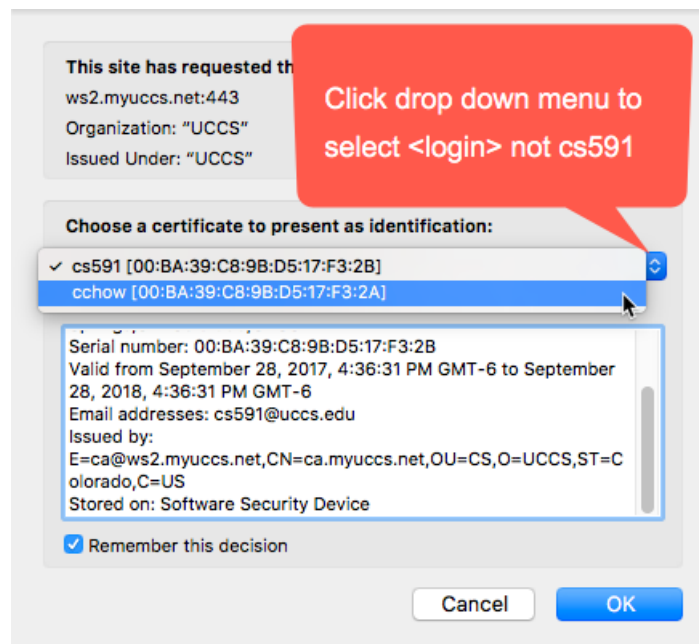 This site has requested th
ws2.myuccs.net:443
Organization: “UCCS”
Issued Under: “UCCS”
Click drop down menu to
select <login> not cs591
Choose a certificate to present as identification:
✓ cs591 [00:BA:39:C8:9B:D5:17:F3:2B]
cchow [00:BA:39:C8:9B:D5:17:F3:2A]
Serial number: 00:BA:39:C8:9B:D5:17:F3:2B
Valid from September 28, 2017, 4:36:31 PM GMT-6 to September
28, 2018, 4:36:31 PM GMT-6
Email addresses: cs591@uccs.edu
Issued by:
E=ca@ws2.myuccs.net,CN=ca.myuccs.net,OU=CS,O=UCCS,ST=C
olorado,C=US
Stored on: Software Security Device
Remember this decision
Cancel
OK